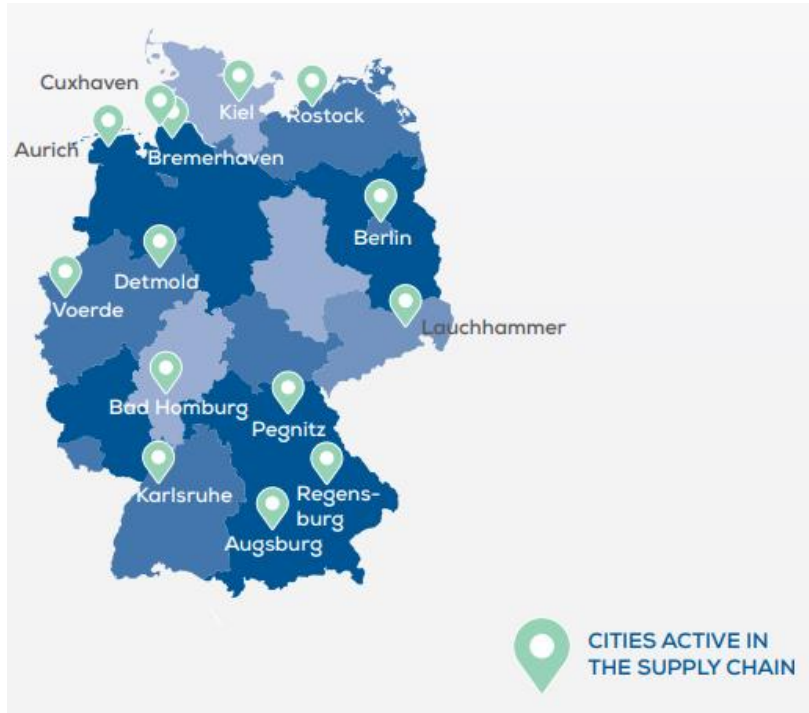 Cuxhaven
Kiel
Rostock
Aurich
Bremerhaven
Berlin
Detmold
Voerde
Lauchhammer
Bad Homburg
Pegnitz
Karlsruhe
Regens-
burg
Augsburg
CITIES ACTIVE IN
THE SUPPLY CHAIN